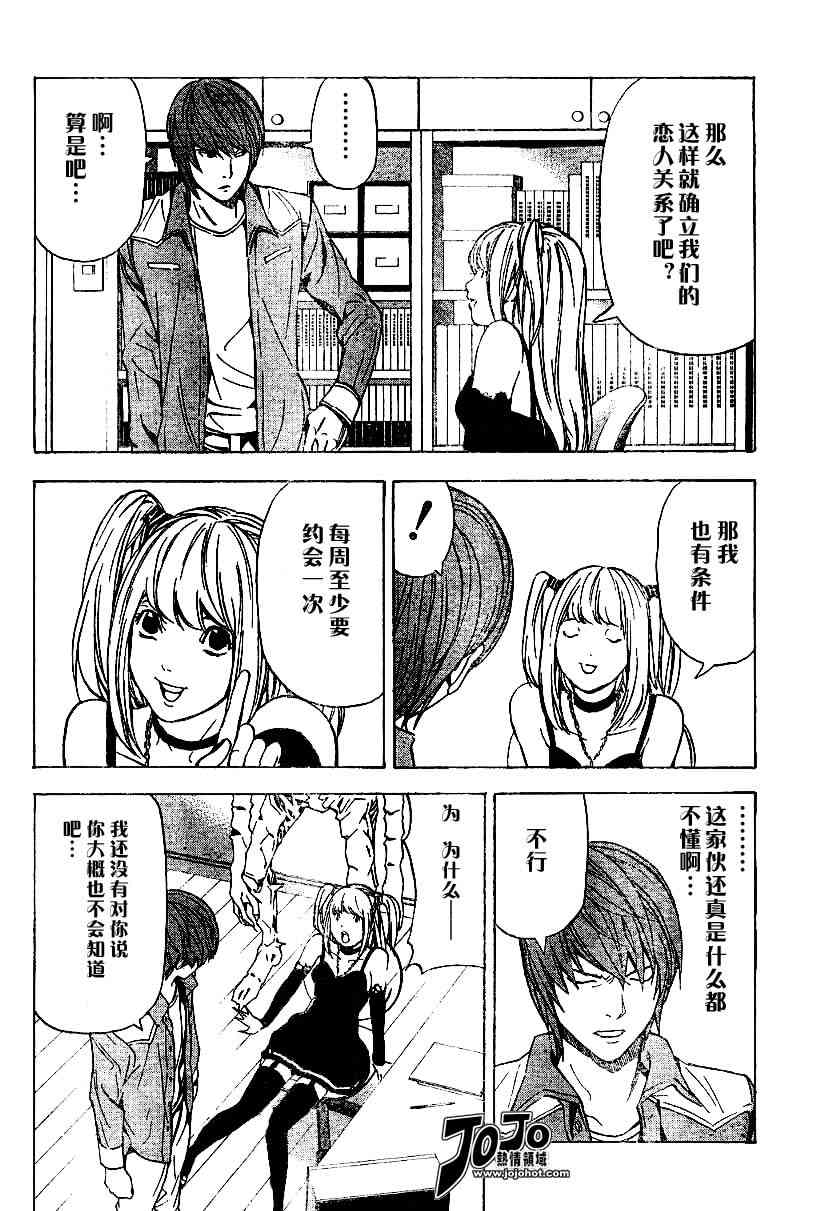 那么
这样就确立我们的
恋人关系了吧？
………
啊…
算是吧…
那我
也有条件
！
每周至少要
约会一次
………
这家伙还真是什么都
不懂啊…
不行
为 为什么——
我还没有对你说
你大概也不会知道
吧…
JOJO
熱情領域
www.jojohot.com